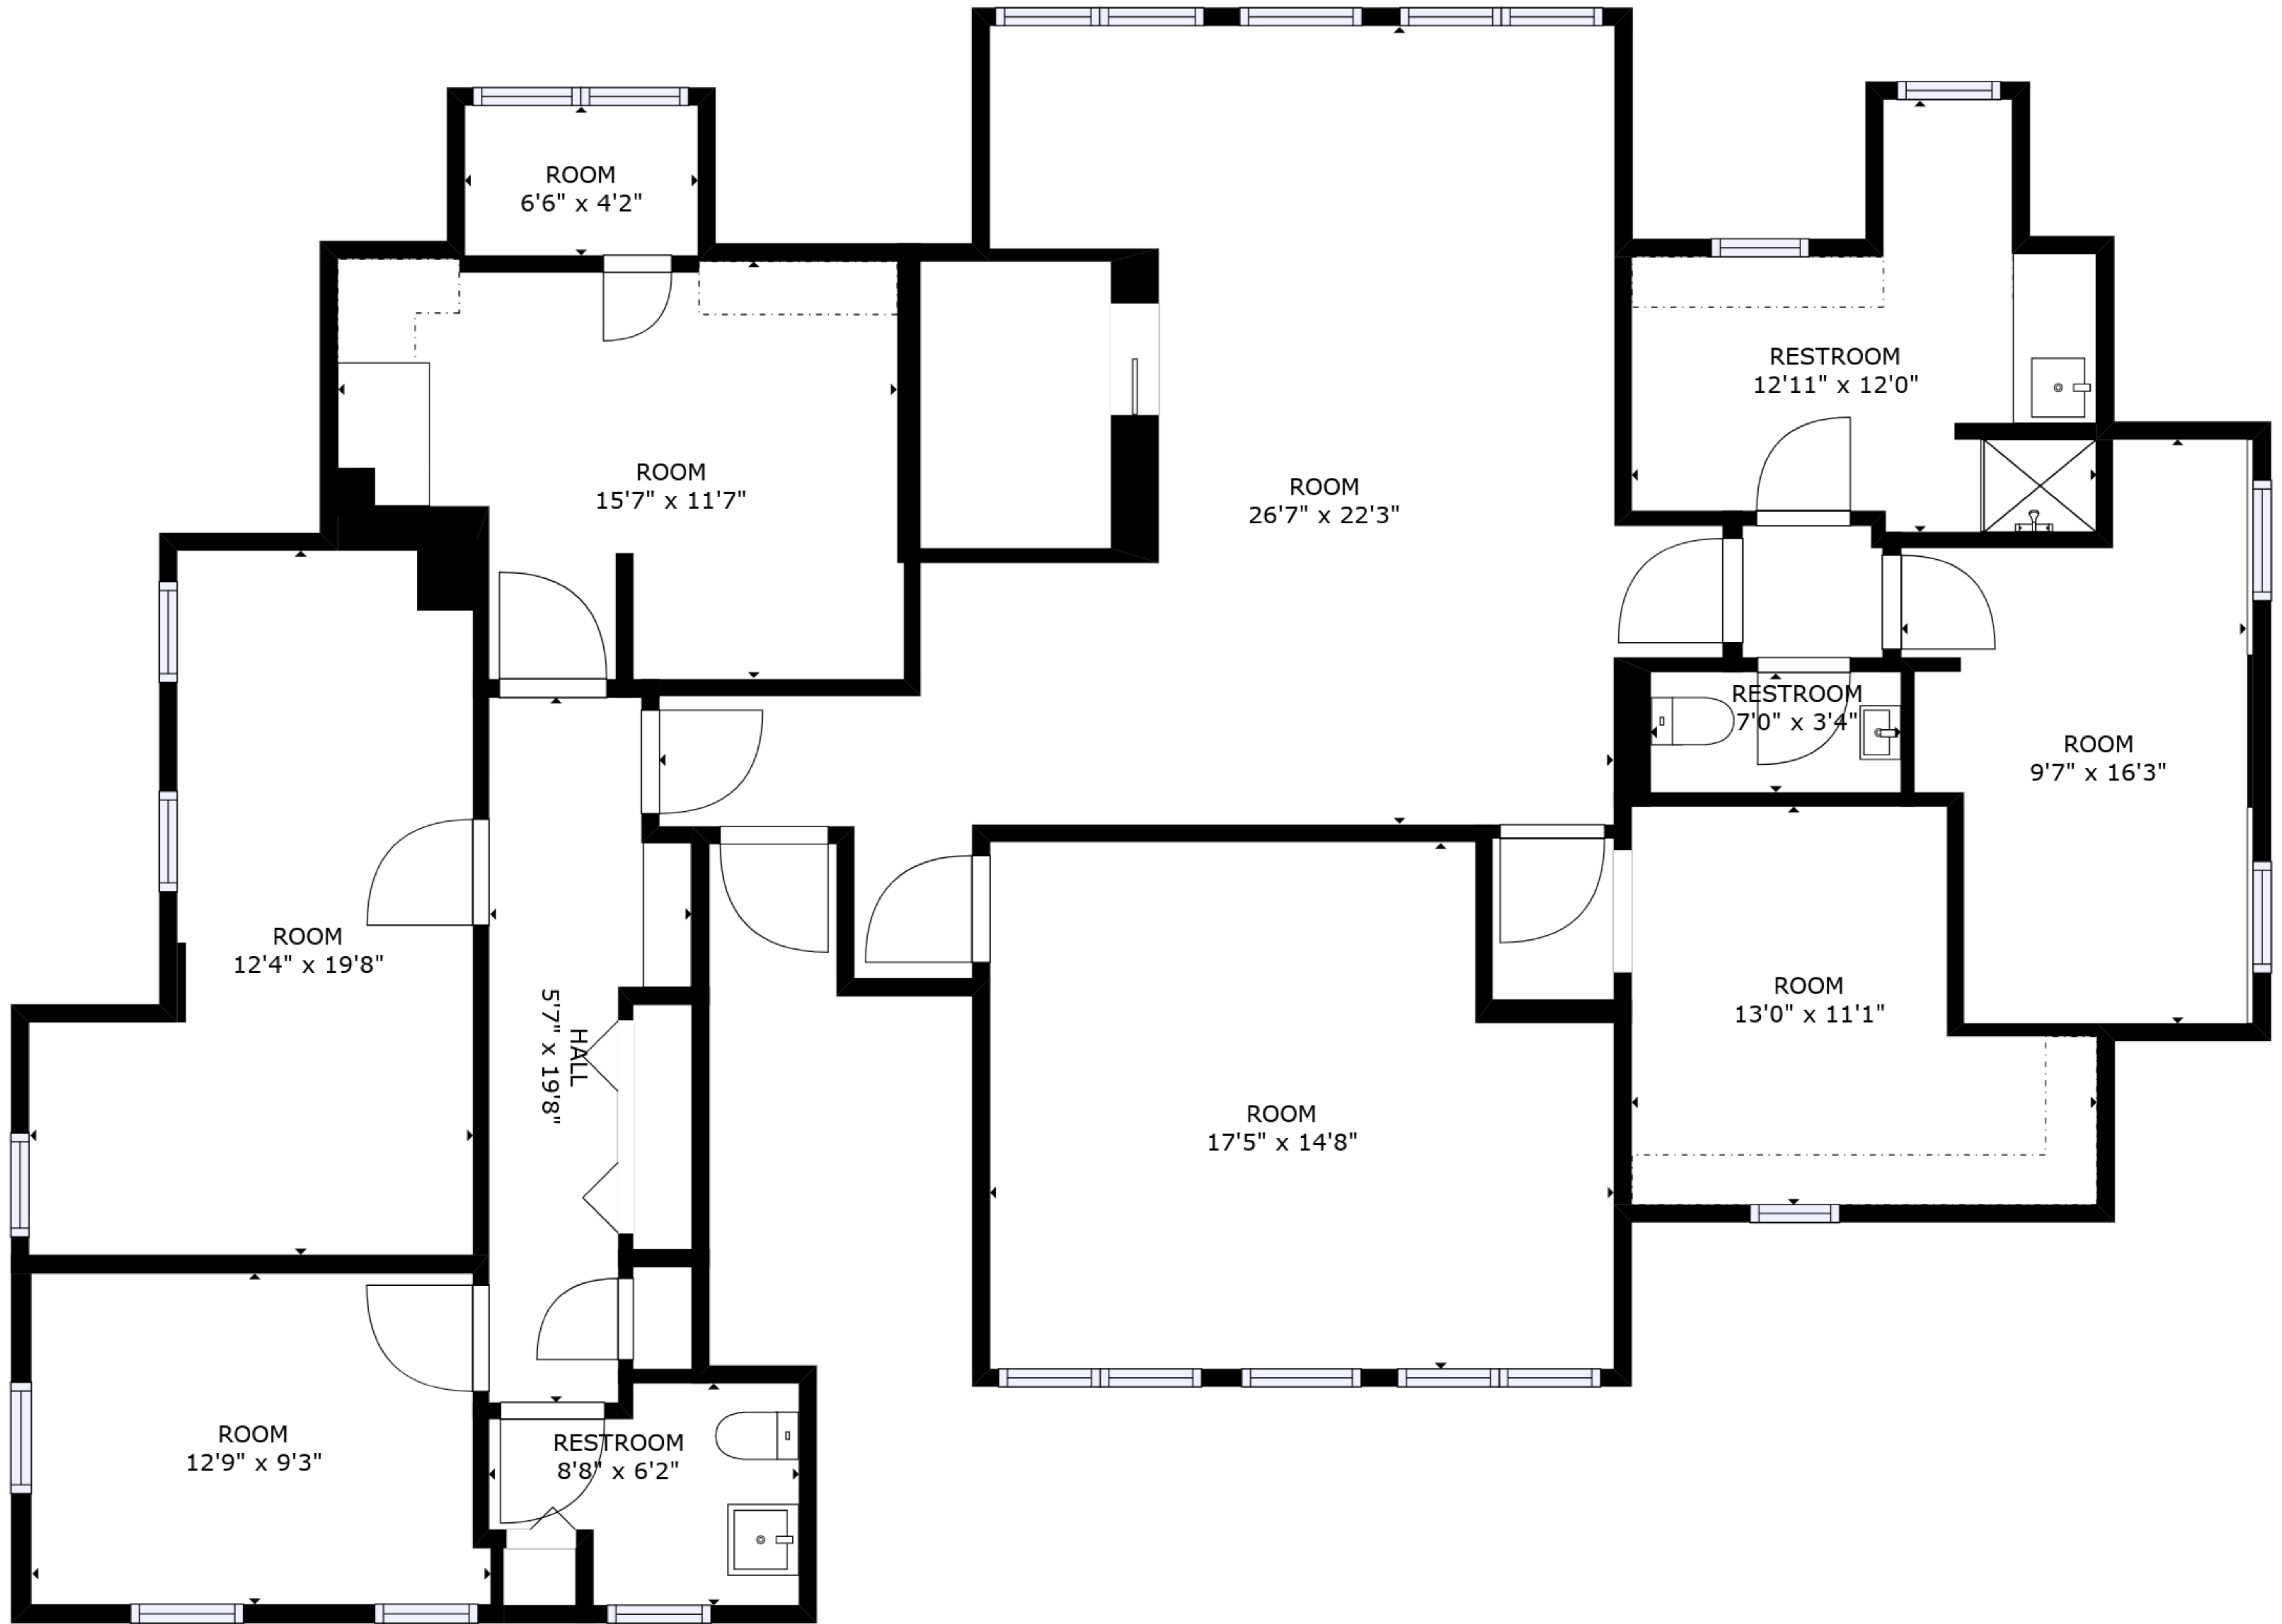 ROOM
6'6" x 4'2"
ROOM
15'7" x 11'7"
ROOM
26'7" x 22'3"
RESTROOM
12'11" x 12'0"
RESTROOM
7'0" x 3'4"
ROOM
9'7" x 16'3"
ROOM
12'4" x 19'8"
HALL
5'7" x 19'8"
ROOM
17'5" x 14'8"
ROOM
13'0" x 11'1"
ROOM
12'9" x 9'3"
RESTROOM
8'8" x 6'2"